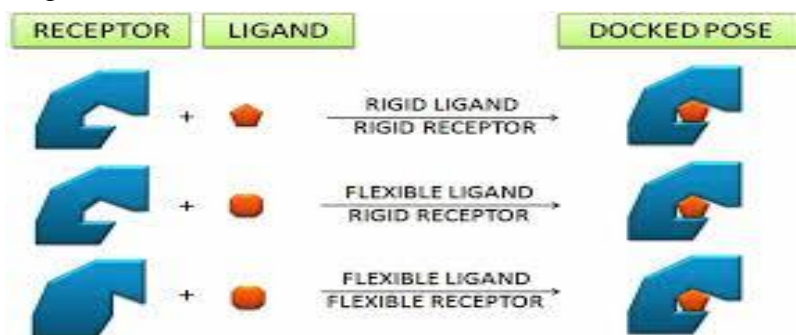 RECEPTOR LIGAND DOCKED POSE
+ RIGID LIGAND
RIGID RECEPTOR
+ FLEXIBLE LIGAND
RIGID RECEPTOR
+ FLEXIBLE LIGAND
FLEXIBLE RECEPTOR